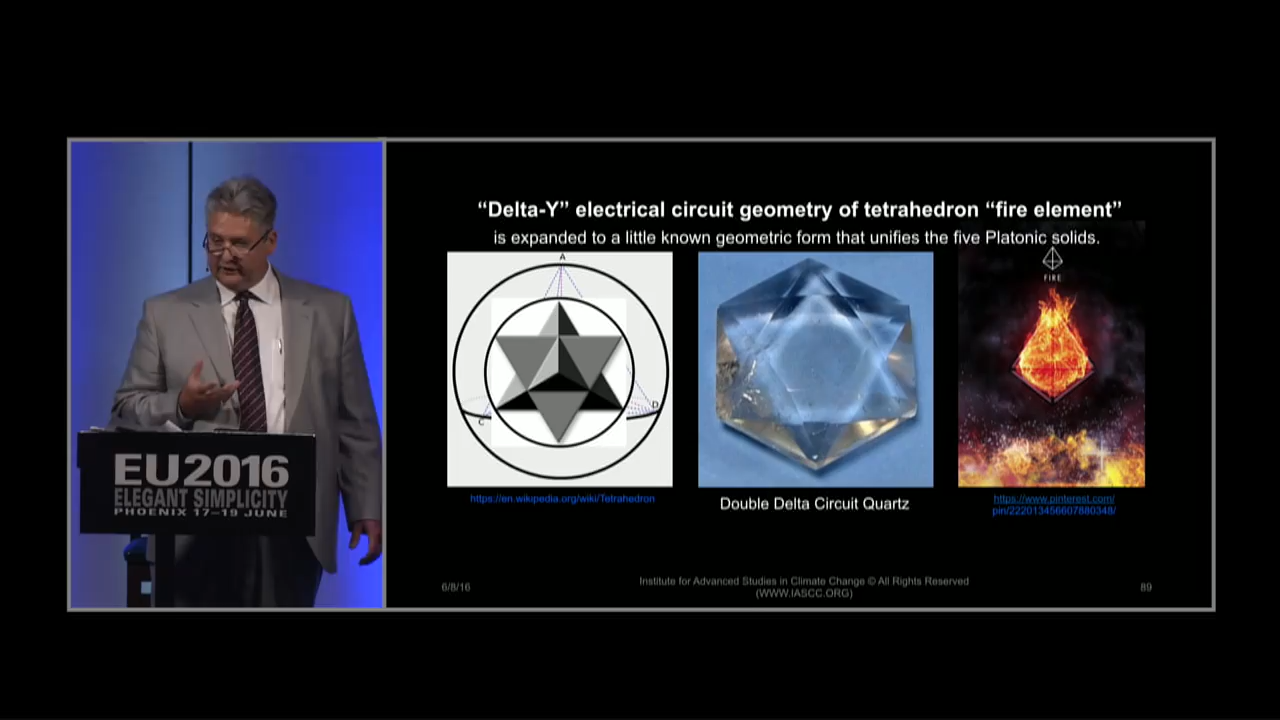 “Delta-Y” electrical circuit geometry of tetrahedron “fire element”
is expanded to a little known geometric form that unifies the five Platonic solids.
A
C
D
FIRE
https://en.wikipedia.org/wiki/Tetrahedron
Double Delta Circuit Quartz
https://www.pinterest.com/
pin/222013456607880348/
EU2016
ELEGANT SIMPLICITY
PHOENIX 17–19 JUNE
6/8/16
Institute for Advanced Studies in Climate Change © All Rights Reserved
(WWW.IASCC.ORG)
89